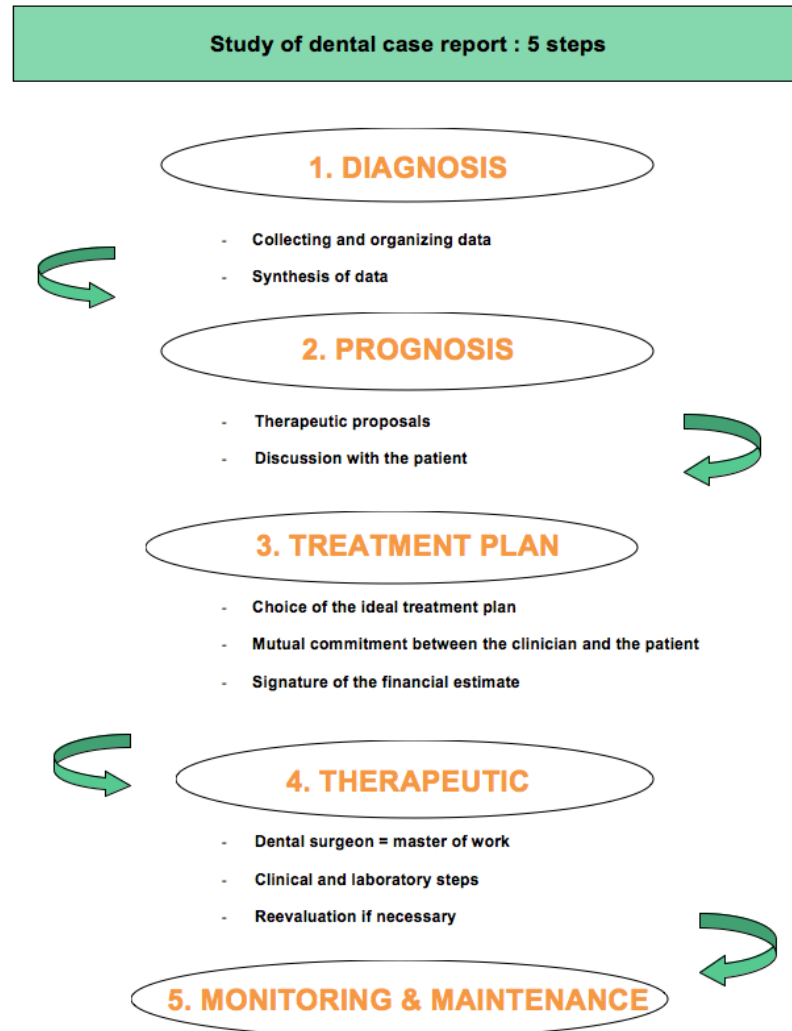 Study of dental case report : 5 steps
1. DIAGNOSIS
- Collecting and organizing data
- Synthesis of data
2. PROGNOSIS
- Therapeutic proposals
- Discussion with the patient
3. TREATMENT PLAN
- Choice of the ideal treatment plan
- Mutual commitment between the clinician and the patient
- Signature of the financial estimate
4. THERAPEUTIC
- Dental surgeon = master of work
- Clinical and laboratory steps
- Reevaluation if necessary
5. MONITORING & MAINTENANCE